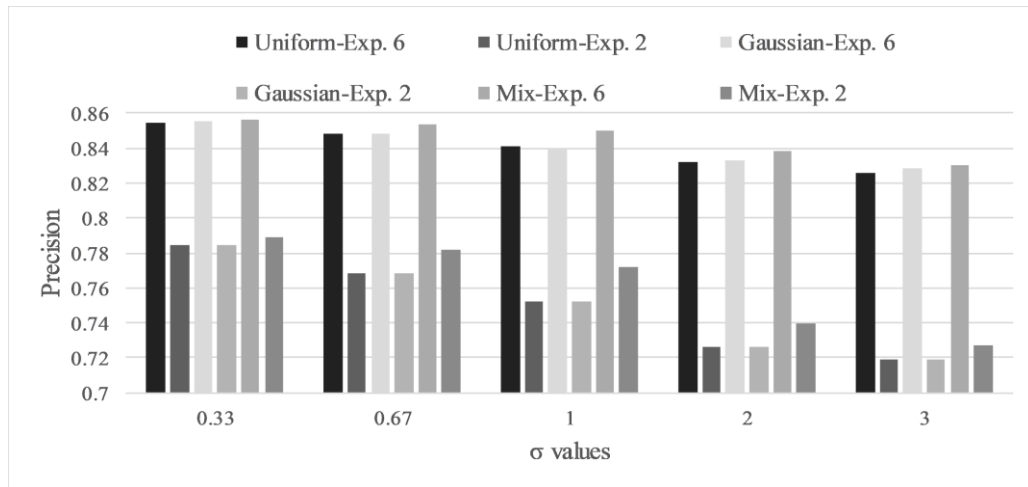 Uniform-Exp. 6 Uniform-Exp. 2 Gaussian-Exp. 6
Gaussian-Exp. 2 Mix-Exp. 6 Mix-Exp. 2
0.86
0.84
0.82
0.8
0.78
0.76
0.74
0.72
0.7
Precision
0.33 0.67 1 2 3
σ values